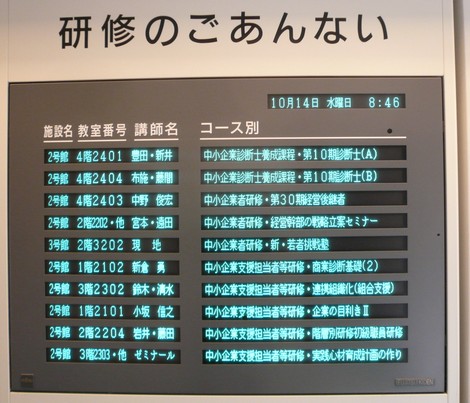 研修のごあんない
10月14日 水曜日 8:46
施設名 教室番号 講師名 コース別
2号館 4階2401 豊田・新井 中小企業診断士養成課程・第10期診断士(A)
2号館 4階2404 布施・藤間 中小企業診断士養成課程・第10期診断士(B)
2号館 4階2403 中野 俊宏 中小企業者研修・第30期経営後継者
2号館 2階2202・他 宮本・遠田 中小企業者研修・経営幹部の戦略立案セミナー
3号館 2階3202 現 地 中小企業者研修・新・若者挑戦塾
2号館 1階2102 新倉 勇 中小企業支援担当者等研修・商業診断基礎(2)
2号館 3階2302 鈴木・清水 中小企業支援担当者等研修・連携組織化(組合支援)
2号館 1階2101 小坂 信之 中小企業支援担当者等研修・企業の目利きⅡ
2号館 2階2204 岩井・藤田 中小企業支援担当者等研修・階層別研修初級職員研修
2号館 3階2303・他 ゼミナール 中小企業支援担当者等研修・実践心材育成計画の作り